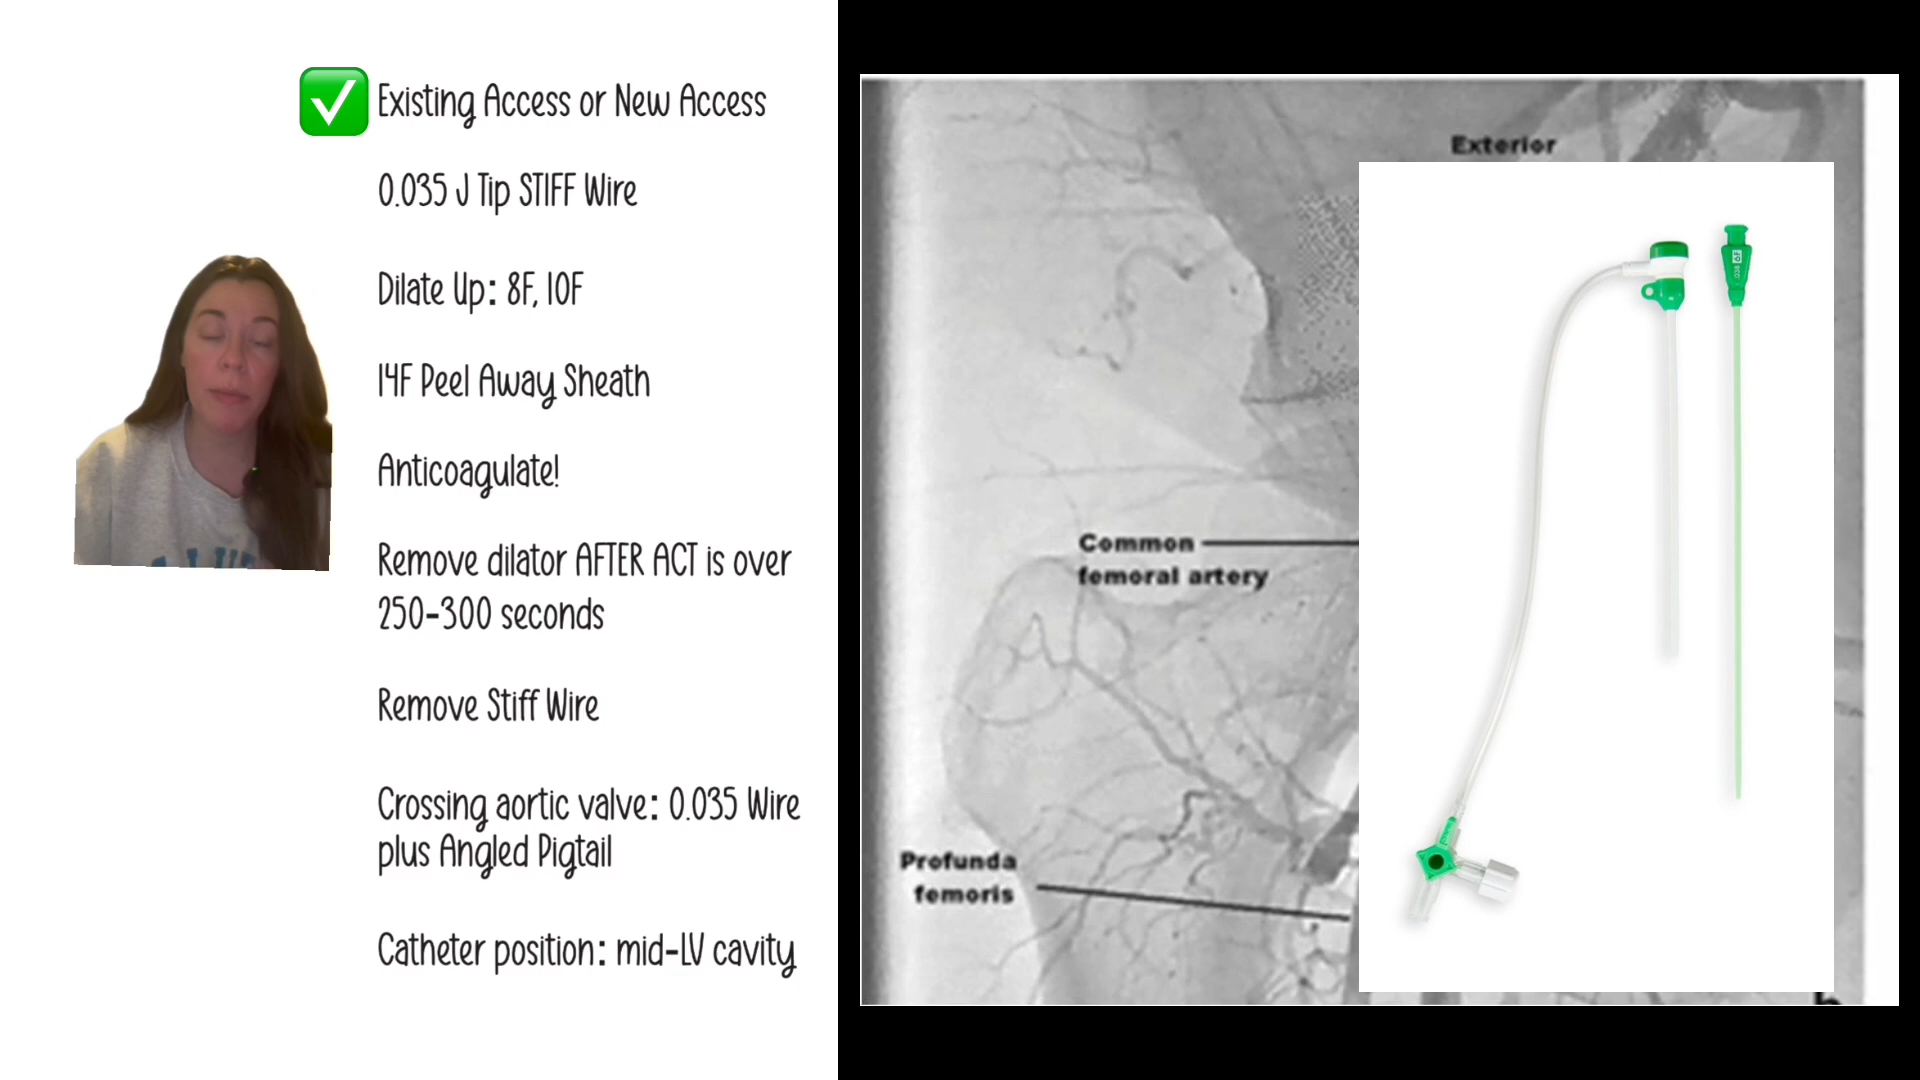 Existing Access or New Access
0.035 J Tip STIFF Wire
Dilate Up: 8F, 10F
14F Peel Away Sheath
Anticoagulate!
Remove dilator AFTER ACT is over
250-300 seconds
Remove Stiff Wire
Crossing aortic valve: 0.035 Wire
plus Angled Pigtail
Catheter position: mid-LV cavity
Exterior
Common
femoral artery
Profunda
femoris